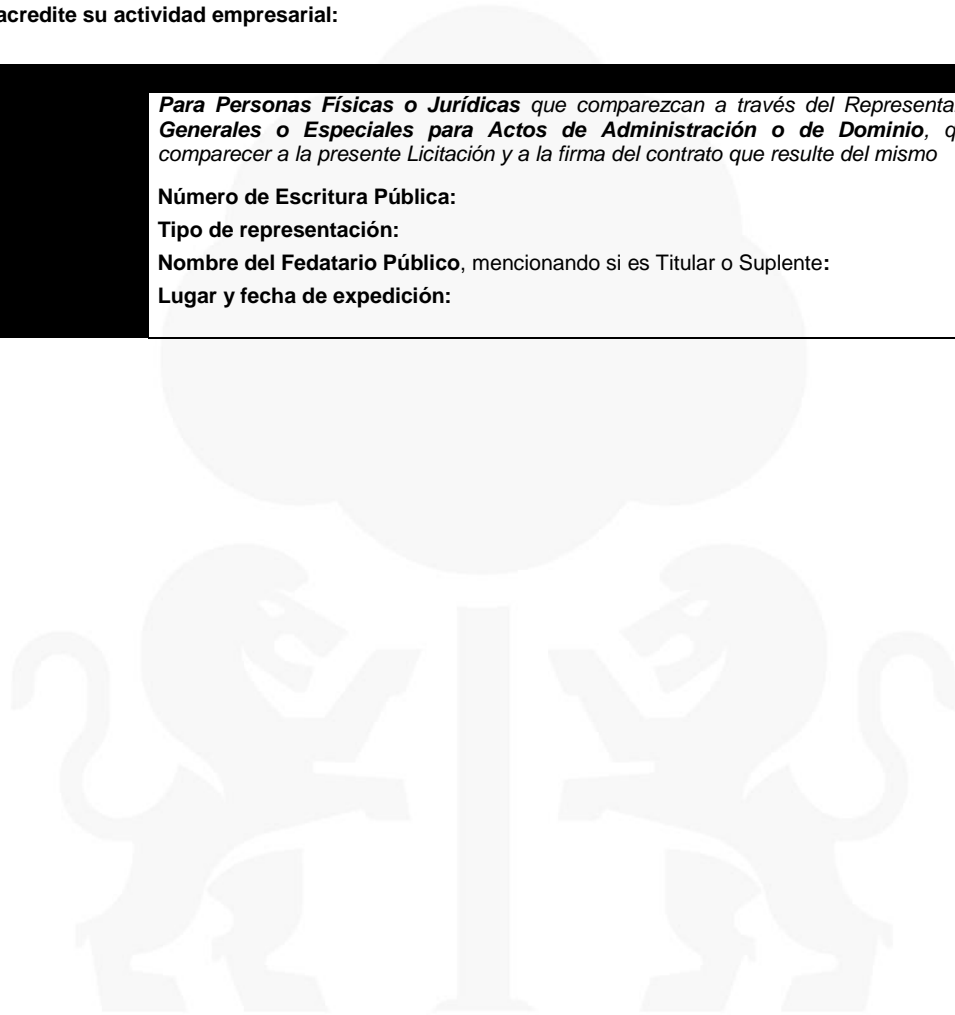 acredite su actividad empresarial:
Para Personas Físicas o Jurídicas que comparezcan a través del
Generales o Especiales para Actos de Administración o de Dominio,
comparecer a la presente Licitación y a la firma del contrato que resulte del mismo
Número de Escritura Pública:
Tipo de representación:
Nombre del Fedatario Público, mencionando si es Titular o Suplente:
Lugar y fecha de expedición: